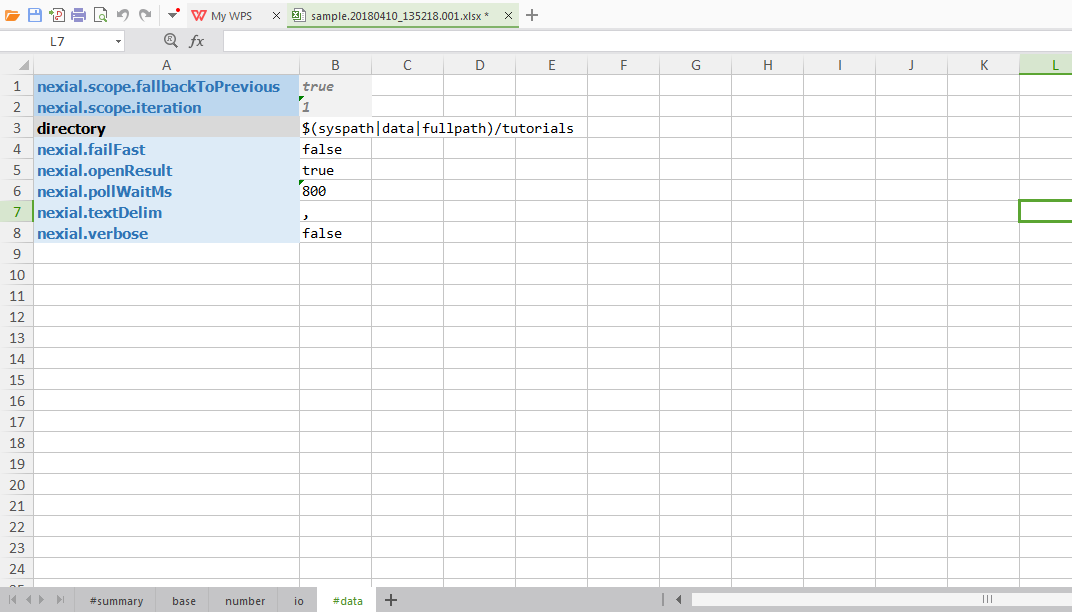 My WPS sample.20180410_135218.001.xlsx *
L7 fx
A B C D E F G H I J K L
1 nexial.scope.fallbackToPrevious true
2 nexial.scope.iteration 1
3 directory $(syspath|data|fullpath)/tutorials
4 nexial.failFast false
5 nexial.openResult true
6 nexial.pollWaitMs 800
7 nexial.textDelim ,
8 nexial.verbose false
9
10
11
12
13
14
15
16
17
18
19
20
21
22
23
24
#summary base number io #data